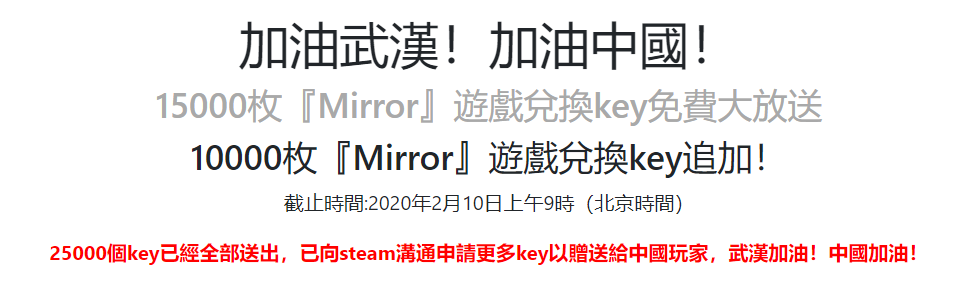 加油武漢！加油中國！
15000枚『Mirror』遊戲兌換key免費大放送
10000枚『Mirror』遊戲兌換key追加！
截止時間:2020年2月10日上午9時（北京時間）
25000個key已經全部送出，已向steam溝通申請更多key以贈送給中國玩家，武漢加油！中國加油！